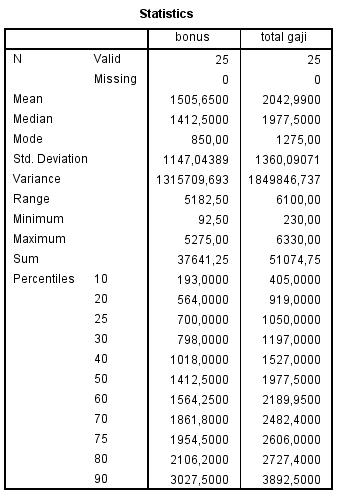 Statistics
bonus total gaji
N Valid 25 25
Missing 0 0
Mean 1505,6500 2042,9900
Median 1412,5000 1977,5000
Mode 850,00 1275,00
Std. Deviation 1147,04389 1360,09071
Variance 1315709,693 1849846,737
Range 5182,50 6100,00
Minimum 92,50 230,00
Maximum 5275,00 6330,00
Sum 37641,25 51074,75
Percentiles 10 193,0000 405,0000
20 564,0000 919,0000
25 700,0000 1050,0000
30 798,0000 1197,0000
40 1018,0000 1527,0000
50 1412,5000 1977,5000
60 1564,2500 2189,9500
70 1861,8000 2482,4000
75 1954,5000 2606,0000
80 2106,2000 2727,4000
90 3027,5000 3892,5000